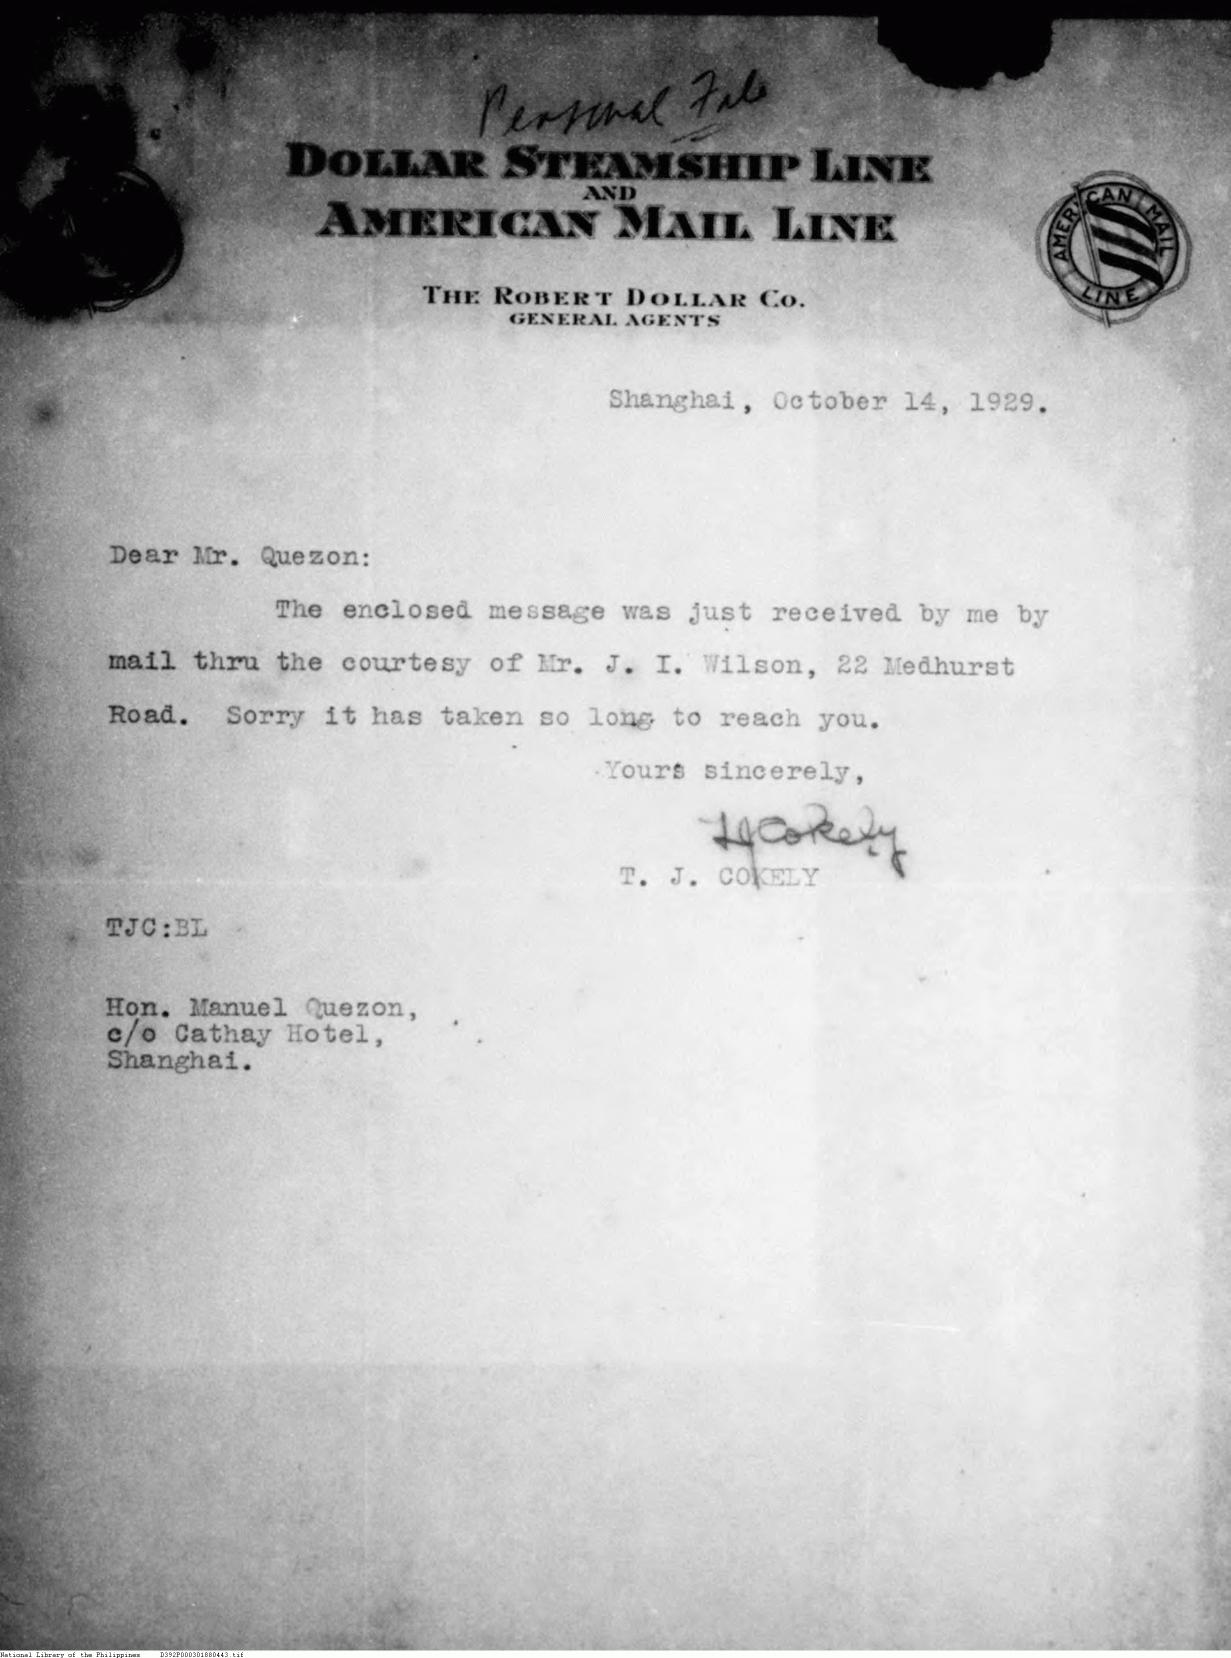 Personal File
DOLLAR STEAMSHIP LINE
AND
AMERICAN MAIL LINE
AMERICAN MAIL LINE
THE ROBERT DOLLAR CO.
GENERAL AGENTS
Shanghai, October 14, 1929.
Dear Mr. Quezon:
The enclosed message was just received by me by
mail thru the courtesy of Mr. J. I. Wilson, 22 Medhurst
Road. Sorry it has taken so long to reach you.
Yours sincerely,
TJCokely
T. J. COKELY
TJC:BL
Hon. Manuel Quezon,
c/o Cathay Hotel,
Shanghai.
National Library of the Philippines D392P000301880443.tif